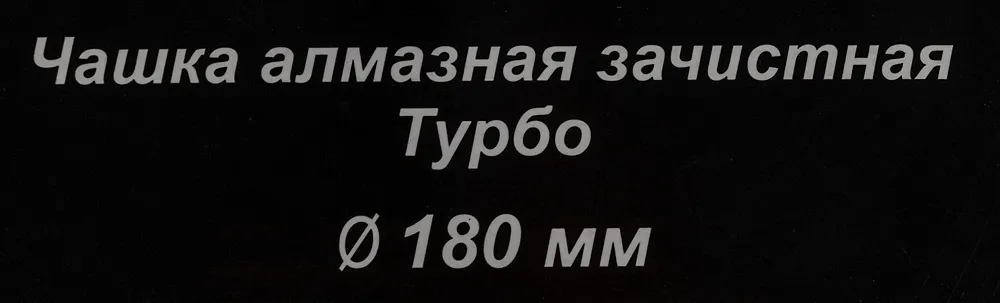 Чашка алмазная зачистная
Турбо
Ø 180 мм